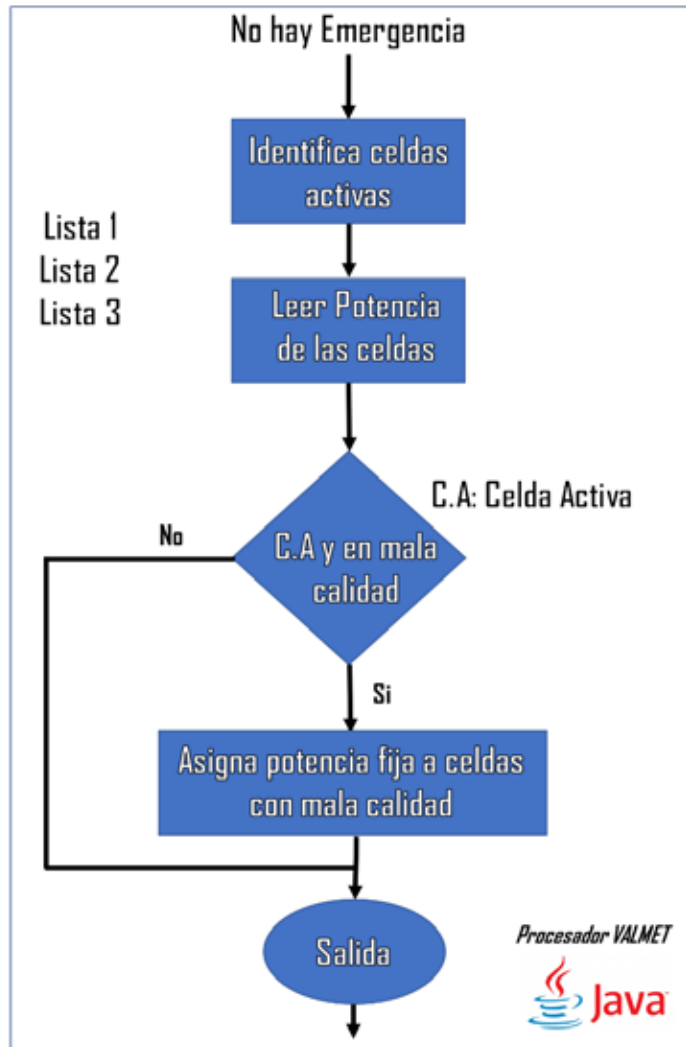 No hay Emergencia
Identifica celdas
activas
Lista 1
Lista 2
Lista 3
Leer Potencia
de las celdas
C.A: Celda Activa
No
C.A y en mala
calidad
Si
Asigna potencia fija a celdas
con mala calidad
Salida
Procesador VALMET
Java